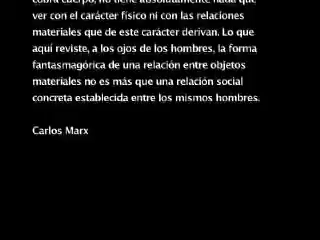 cobra cuerpo, no tiene absolutamente nada que
ver con el carácter físico ni con las relaciones
materiales que de este carácter derivan. Lo que
aquí reviste, a los ojos de los hombres, la forma
fantasmagórica de una relación entre objetos
materiales no es más que una relación social
concreta establecida entre los mismos hombres.
Carlos Marx